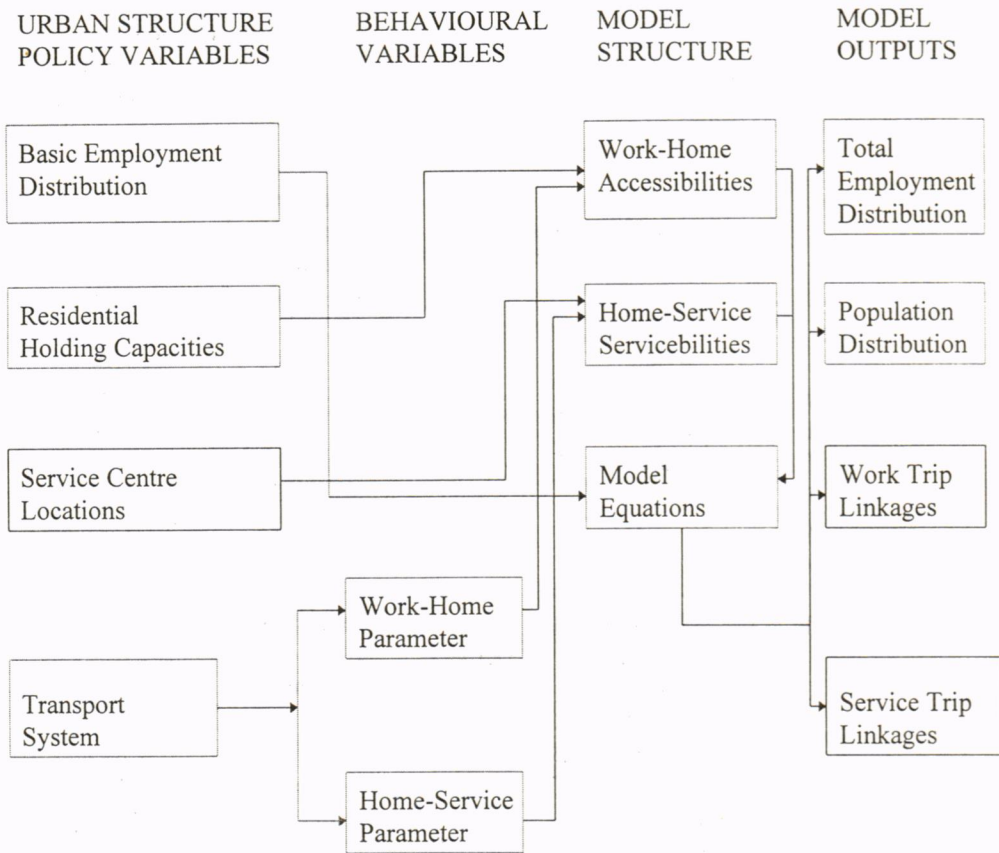 URBAN STRUCTURE
POLICY VARIABLES
BEHAVIOURAL
VARIABLES
MODEL
STRUCTURE
MODEL
OUTPUTS
Basic Employment
Distribution
Residential
Holding Capacities
Service Centre
Locations
Transport
System
Work-Home
Parameter
Home-Service
Parameter
Work-Home
Accessibilities
Home-Service
Servicebilities
Model
Equations
Total
Employment
Distribution
Population
Distribution
Work Trip
Linkages
Service Trip
Linkages